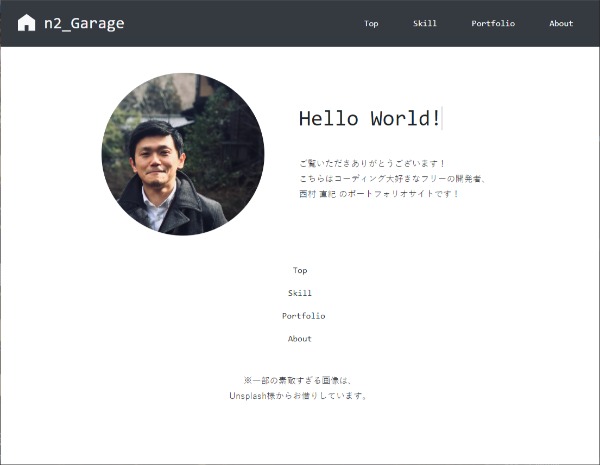 n2_Garage
Top
Skill
Portfolio
About
Hello World!
ご覧いただきありがとうございます！
こちらはコーディング大好きなフリーの開発者、
西村 直紀 のポートフォリオサイトです！
Top
Skill
Portfolio
About
※一部の素敵すぎる画像は、
Unsplash様からお借りしています。